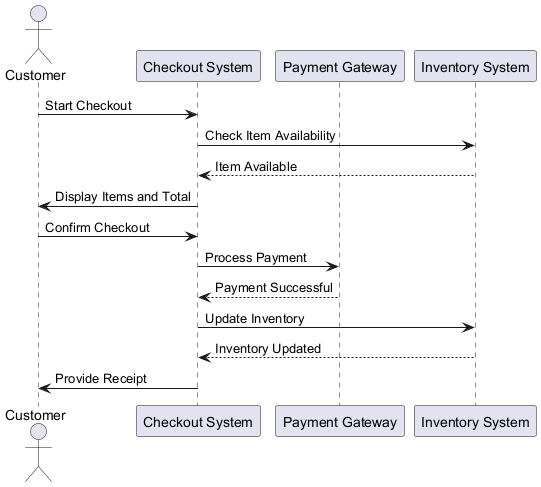 Customer
Checkout System
Payment Gateway
Inventory System
Start Checkout
Check Item Availability
Item Available
Display Items and Total
Confirm Checkout
Process Payment
Payment Successful
Update Inventory
Inventory Updated
Provide Receipt
Customer
Checkout System
Payment Gateway
Inventory System